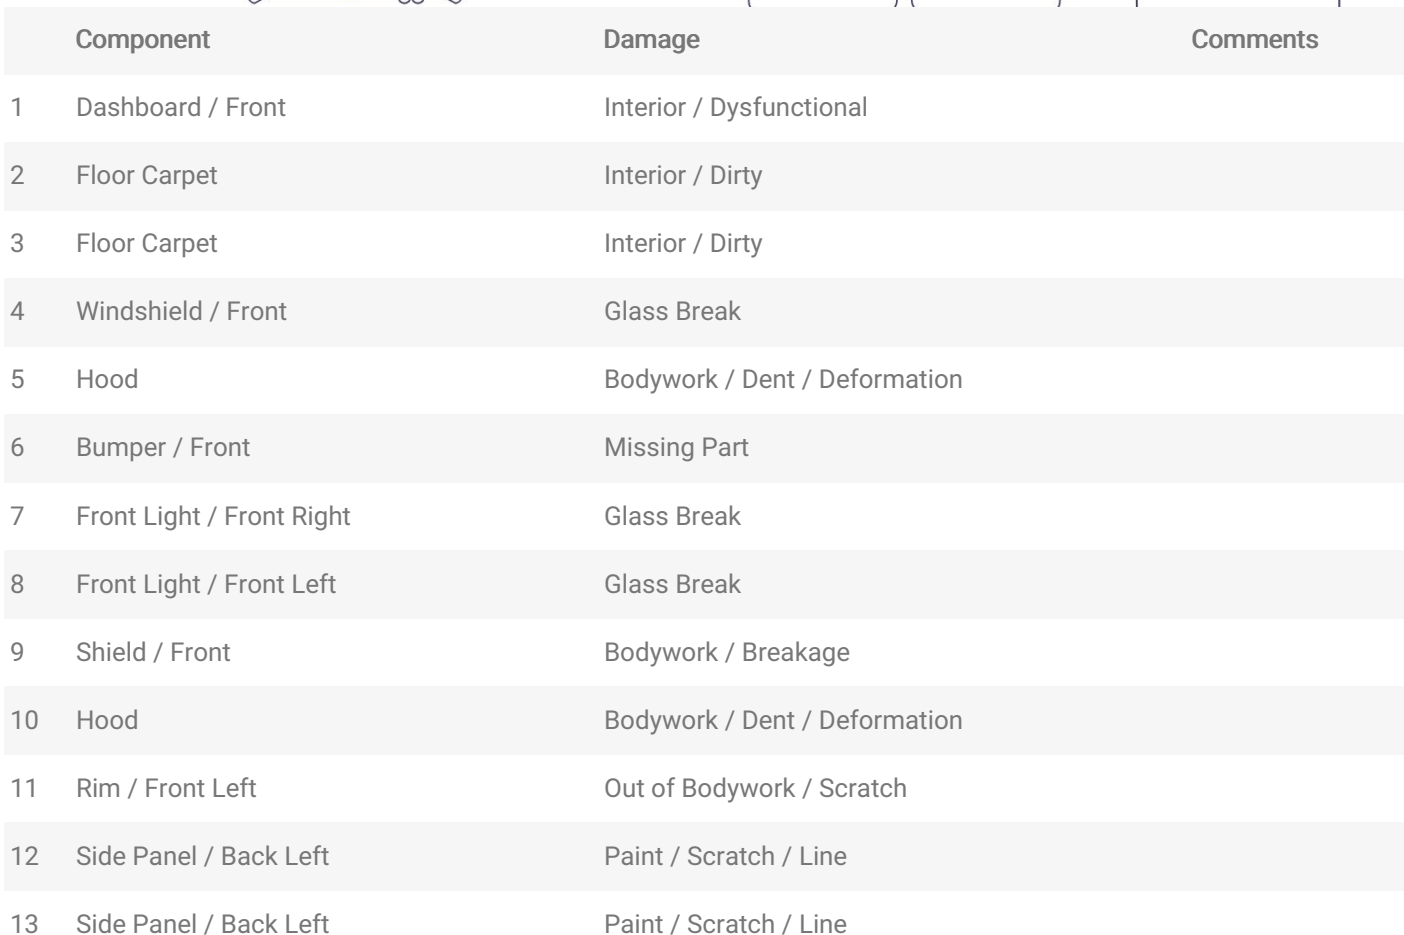 Component Damage Comments
1 Dashboard / Front Interior / Dysfunctional
2 Floor Carpet Interior / Dirty
3 Floor Carpet Interior / Dirty
4 Windshield / Front Glass Break
5 Hood Bodywork / Dent / Deformation
6 Bumper / Front Missing Part
7 Front Light / Front Right Glass Break
8 Front Light / Front Left Glass Break
9 Shield / Front Bodywork / Breakage
10 Hood Bodywork / Dent / Deformation
11 Rim / Front Left Out of Bodywork / Scratch
12 Side Panel / Back Left Paint / Scratch / Line
13 Side Panel / Back Left Paint / Scratch / Line